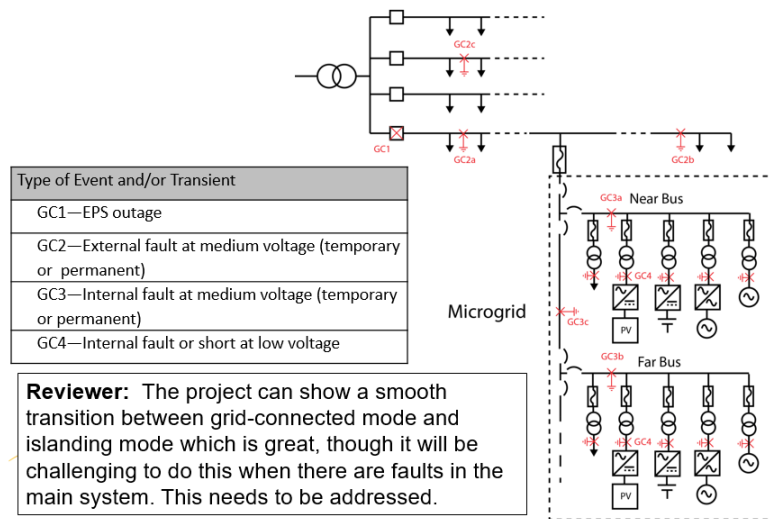 GC2c
GC1
GC2a
GC2b
Type of Event and/or Transient
GC1—EPS outage
GC2—External fault at medium voltage (temporary
or permanent)
GC3—Internal fault at medium voltage (temporary
or permanent)
GC4—Internal fault or short at low voltage
GC3a
Near Bus
GC4
PV
Microgrid
GC3c
GC3b
Far Bus
GC4
PV
Reviewer: The project can show a smooth
transition between grid-connected mode and
islanding mode which is great, though it will be
challenging to do this when there are faults in the
main system. This needs to be addressed.